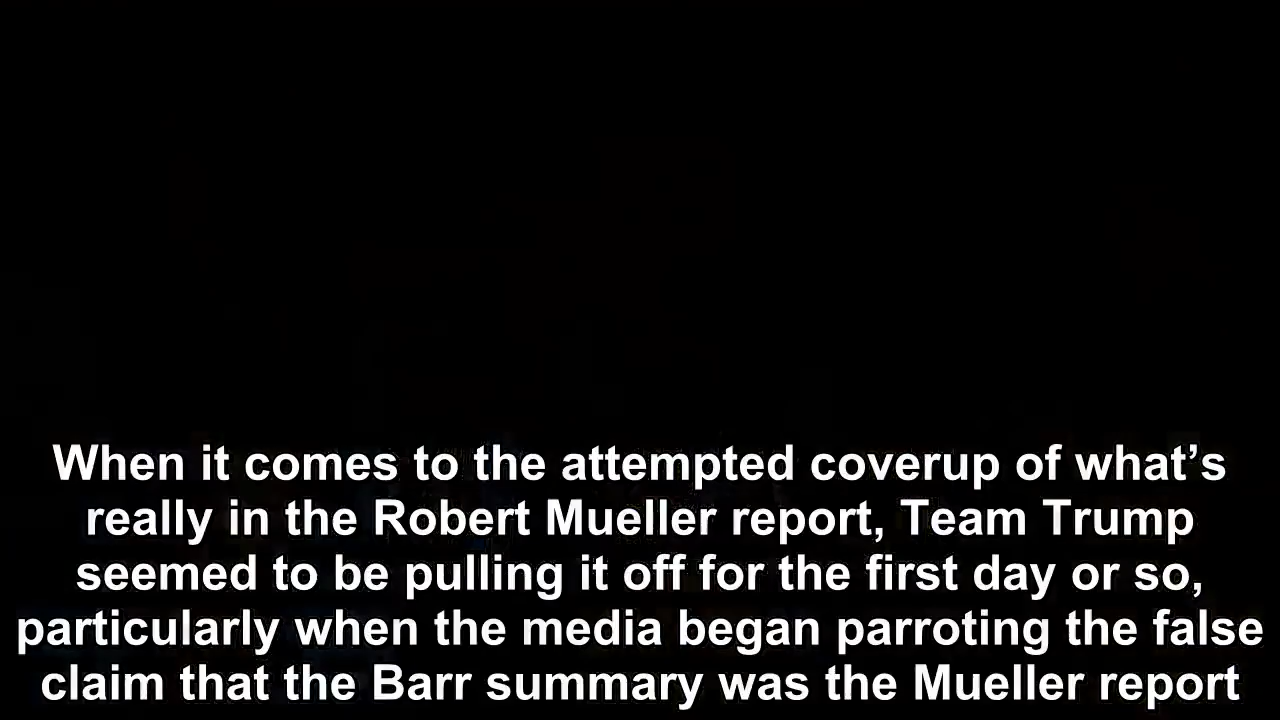 When it comes to the attempted coverup of what’s
really in the Robert Mueller report, Team Trump
seemed to be pulling it off for the first day or so,
particularly when the media began parroting the false
claim that the Barr summary was the Mueller report